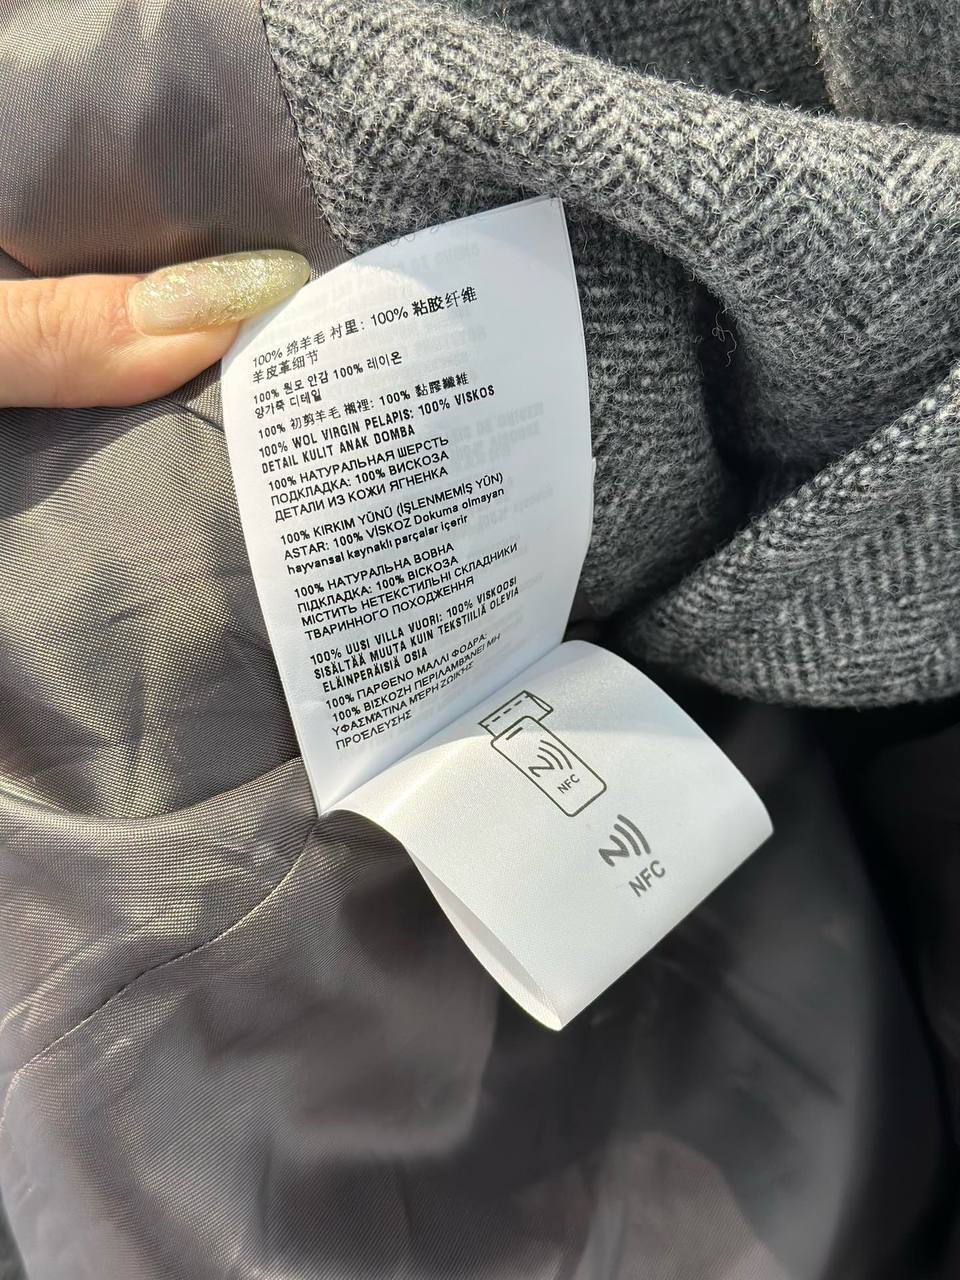 100% 绵羊毛 衬里: 100% 粘胶纤维
羊皮革细节
100% 원모 안감 100% 레이온
양가죽 디테일
100% 初剪羊毛 襯裡: 100% 黏膠纖維
100% WOL VIRGIN PELAPIS: 100% VISKOS
DETAIL KULIT ANAK DOMBA
100% НАТУРАЛЬНАЯ ШЕРСТЬ
ПОДКЛАДКА: 100% ВИСКОЗА
ДЕТАЛИ ИЗ КОЖИ ЯГНЕНКА
100% KIRKIM YÜNÜ (İŞLENMEMİŞ YÜN)
ASTAR: 100% VİSKOZ Dokuma olmayan
hayvansal kaynaklı parçalar içerir
100% НАТУРАЛЬНА ВОВНА
ПІДКЛАДКА: 100% ВІСКОЗА
МІСТИТЬ НЕТЕКСТИЛЬНІ СКЛАДНИКИ
ТВАРИННОГО ПОХОДЖЕННЯ
100% UUSI VILLA VUORI: 100% VISKOOSI
SISÄLTÄÄ MUUTA KUIN TEKSTIILIÄ OLEVIA
ELÄINPERÄISIÄ OSIA
100% ΠΑΡΘΕΝΟ ΜΑΛΛΙ ΦΟΔΡΑ:
100% ΒΙΣΚΟΖΗ ΠΕΡΙΛΑΜΒΑΝΕΙ ΜΗ
ΥΦΑΣΜΑΤΙΝΑ ΜΕΡΗ ΖΩΙΚΗΣ
ΠΡΟΕΛΕΥΣΗΣ
NFC
NFC